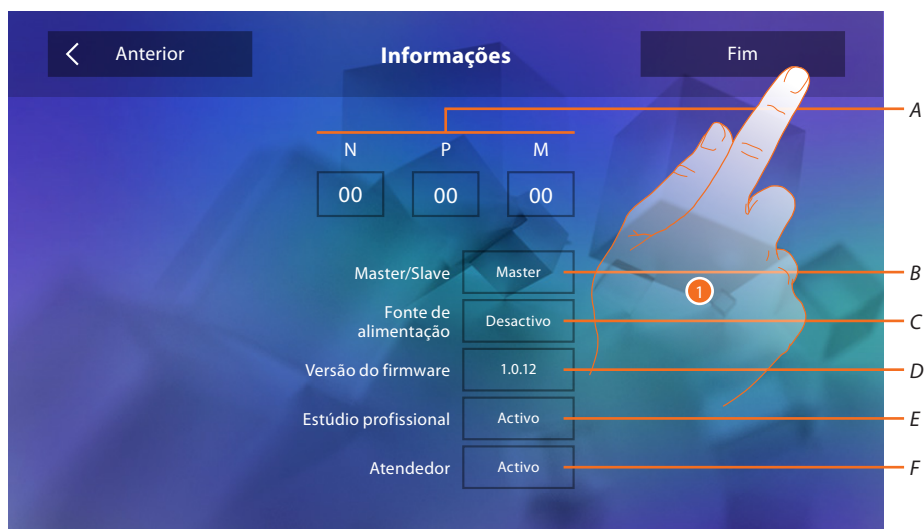 Anterior
Informações
Fim
A
N P M
00 00 00
Master/Slave Master
B
1
Fonte de
alimentação
Desactivo
C
Versão do firmware 1.0.12
D
Estúdio profissional Activo
E
Atendedor Activo
F